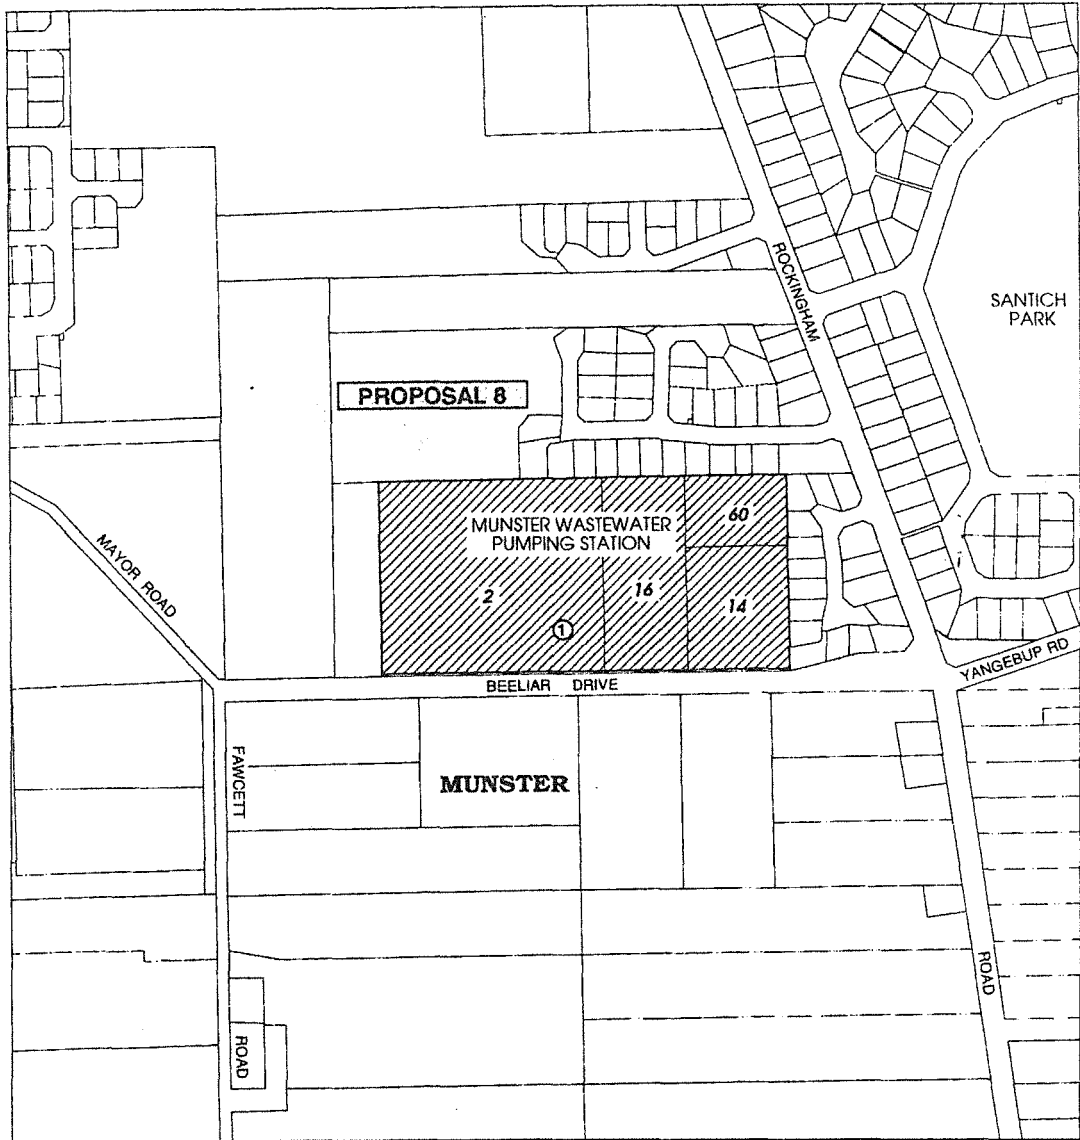 ROCKINGHAM
SANTICH
PARK
PROPOSAL 8
MUNSTER WASTEWATER
PUMPING STATION
60
2
16
14
1
MAYOR ROAD
BEELIAR DRIVE
YANGEBUP RD
FAWCETT
MUNSTER
ROAD
ROAD